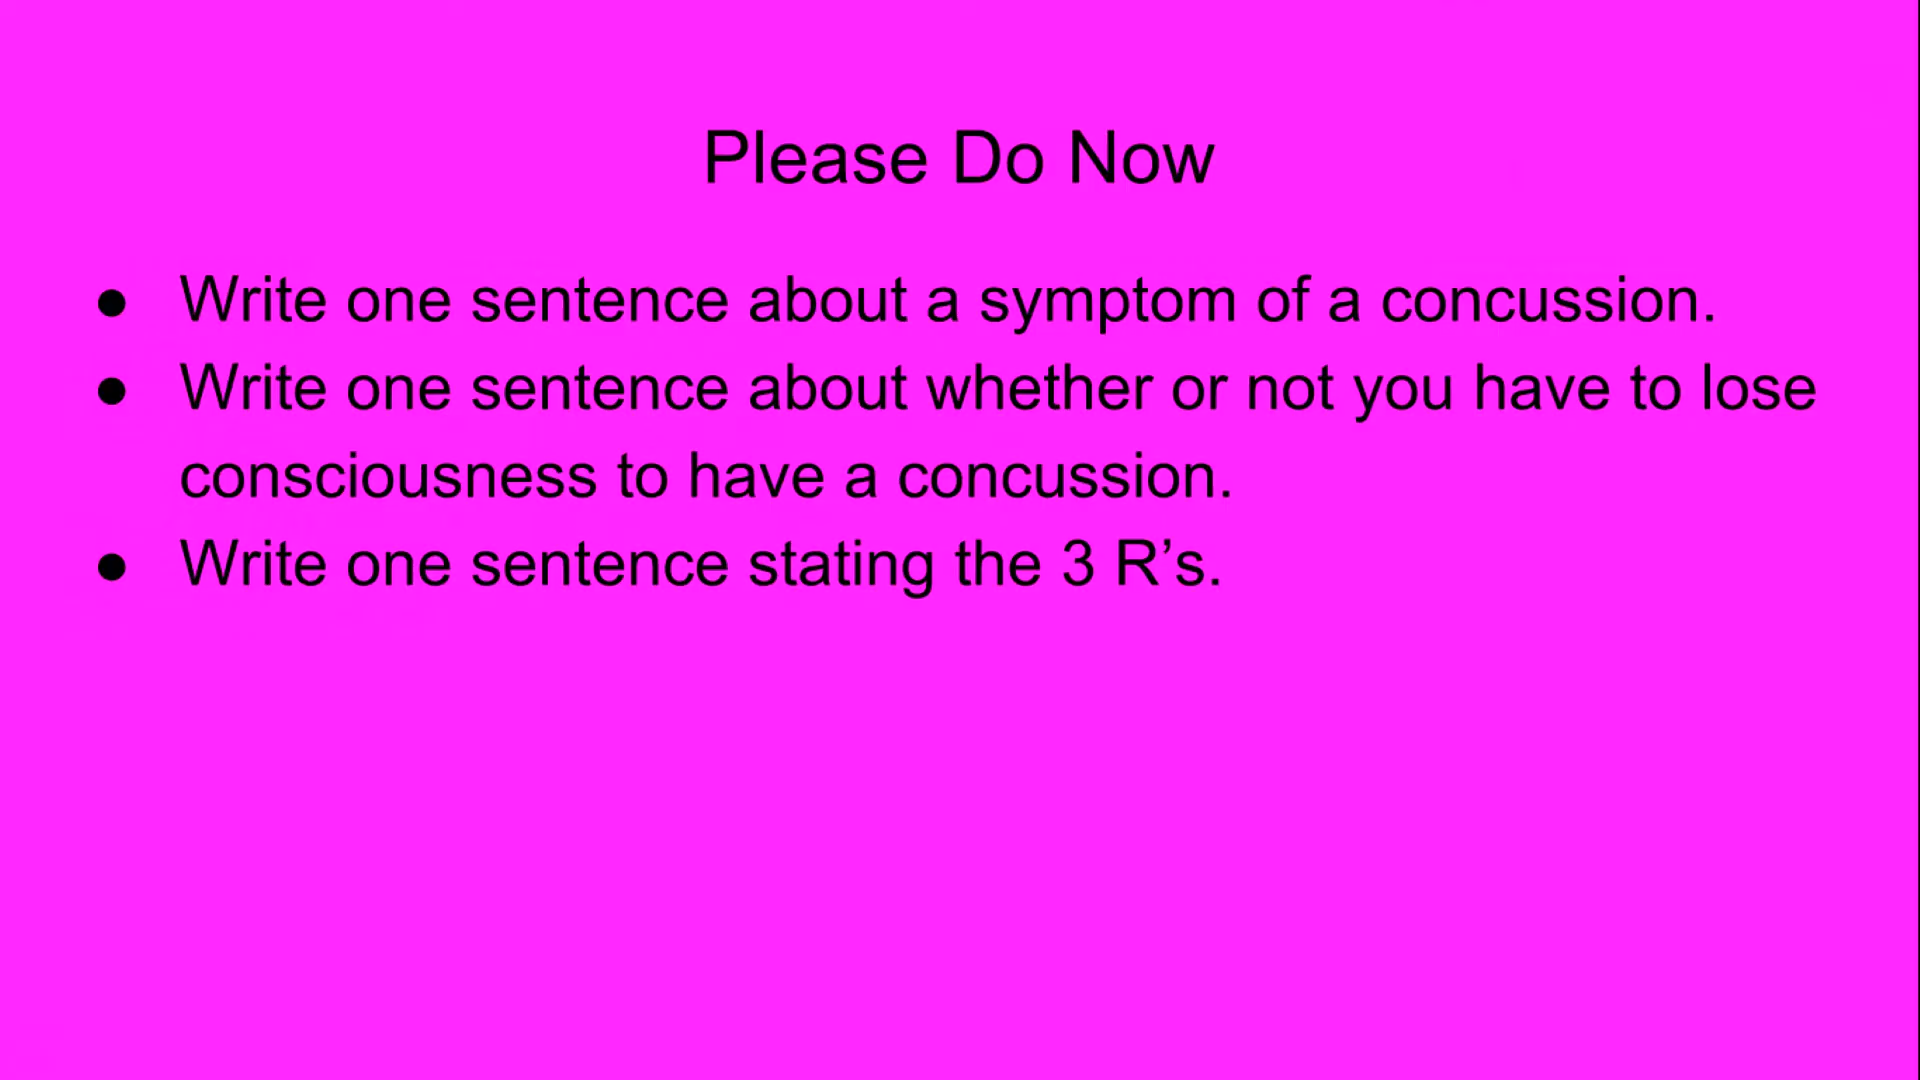 Please Do Now
● Write one sentence about a symptom of a concussion.
● Write one sentence about whether or not you have to lose
consciousness to have a concussion.
● Write one sentence stating the 3 R’s.